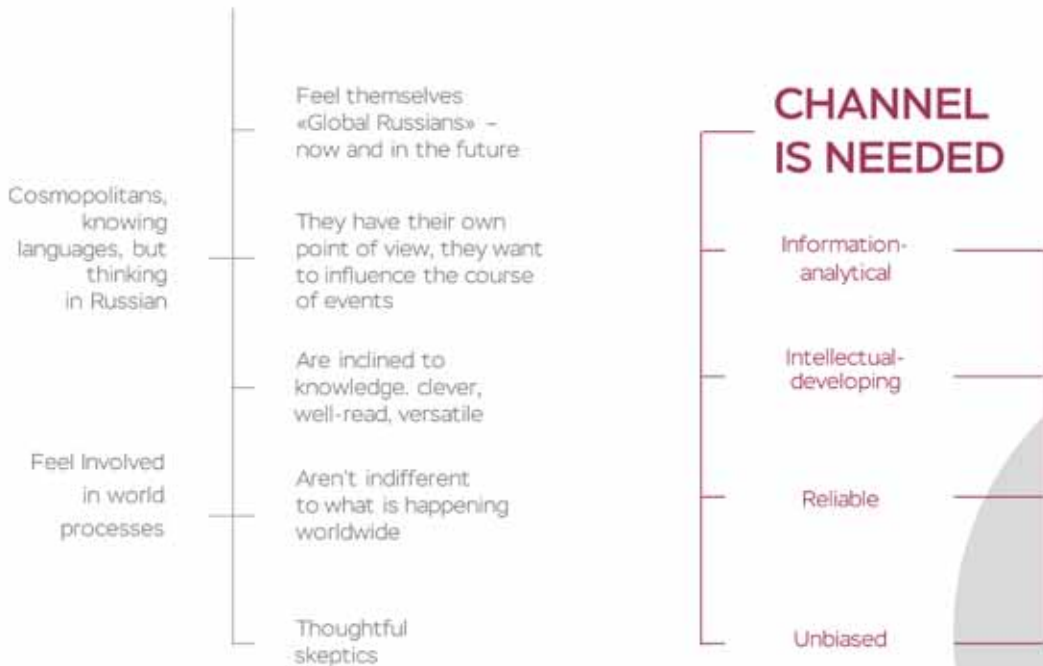 Cosmopolitans,
knowing
languages, but
thinking
in Russian
Feel Involved
in world
processes
Feel themselves
«Global Russians» –
now and in the future
They have their own
point of view, they want
to influence the course
of events
Are inclined to
knowledge. clever,
well-read, versatile
Aren't indifferent
to what is happening
worldwide
Thoughtful
skeptics
CHANNEL
IS NEEDED
Information-
analytical
Intellectual-
developing
Reliable
Unbiased